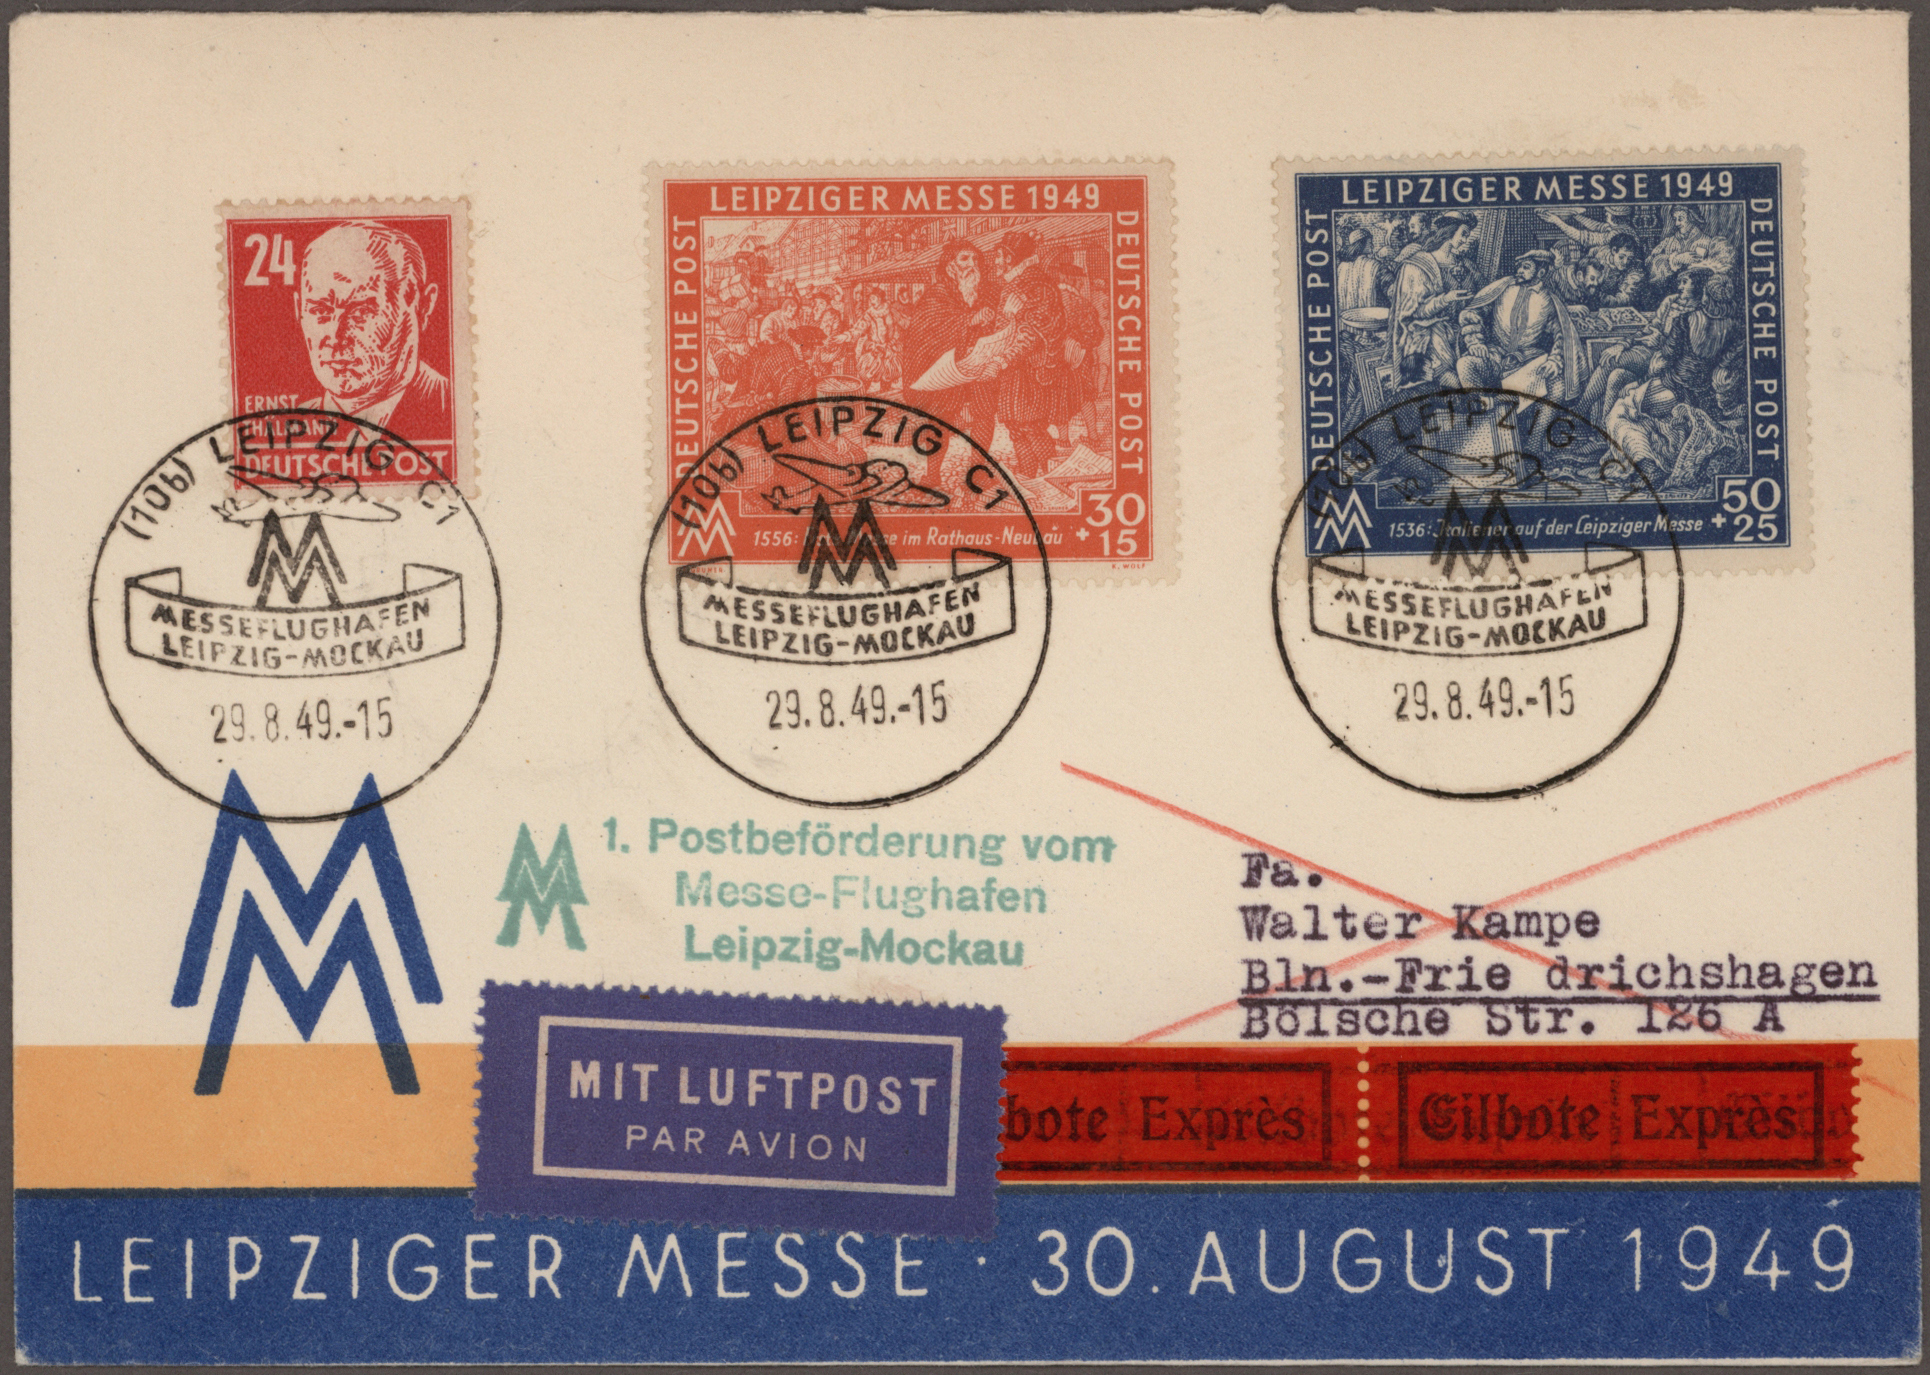 24
ERNST
THÄLMANN
DEUTSCHE POST
LEIPZIGER MESSE 1949
DEUTSCHE POST
DEUTSCHE POST
30
+ 15
1556: im Rathaus-Neubau
K. WOLF
LEIPZIGER MESSE 1949
DEUTSCHE POST
DEUTSCHE POST
50
+ 25
1536: Italiener auf der Leipziger Messe
(10b) LEIPZIG C1
MESSEFLUGHAFEN
LEIPZIG-MOCKAU
29.8.49.-15
(10b) LEIPZIG C1
MESSEFLUGHAFEN
LEIPZIG-MOCKAU
29.8.49.-15
(10b) LEIPZIG C1
MESSEFLUGHAFEN
LEIPZIG-MOCKAU
29.8.49.-15
1. Postbeförderung vom
Messe-Flughafen
Leipzig-Mockau
Fa.
Walter Kampe
Bln.-Frie drichshagen
Bölsche Str. 126 A
MIT LUFTPOST
PAR AVION
bote Exprès
Eilbote Exprès
LEIPZIGER MESSE · 30. AUGUST 1949